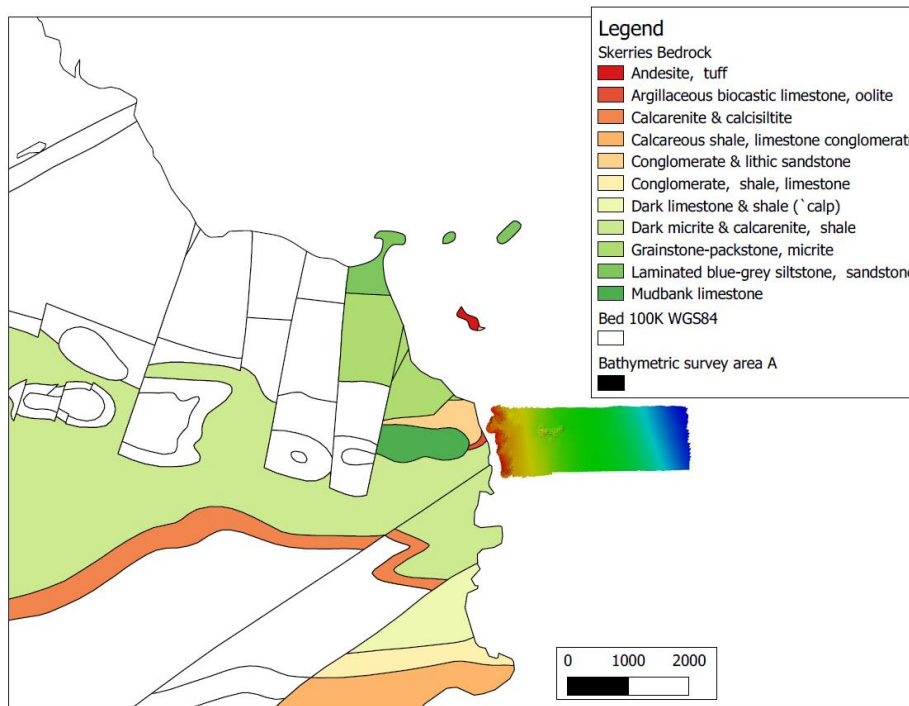 Legend
Skerries Bedrock
Andesite, tuff
Argillaceous biocastic limestone, oolite
Calcarenite & calcisiltite
Calcareous shale, limestone conglomerat
Conglomerate & lithic sandstone
Conglomerate, shale, limestone
Dark limestone & shale (`calp)
Dark micrite & calcarenite, shale
Grainstone-packstone, micrite
Laminated blue-grey siltstone, sandstone
Mudbank limestone
Bed 100K WGS84
Bathymetric survey area A
0 1000 2000